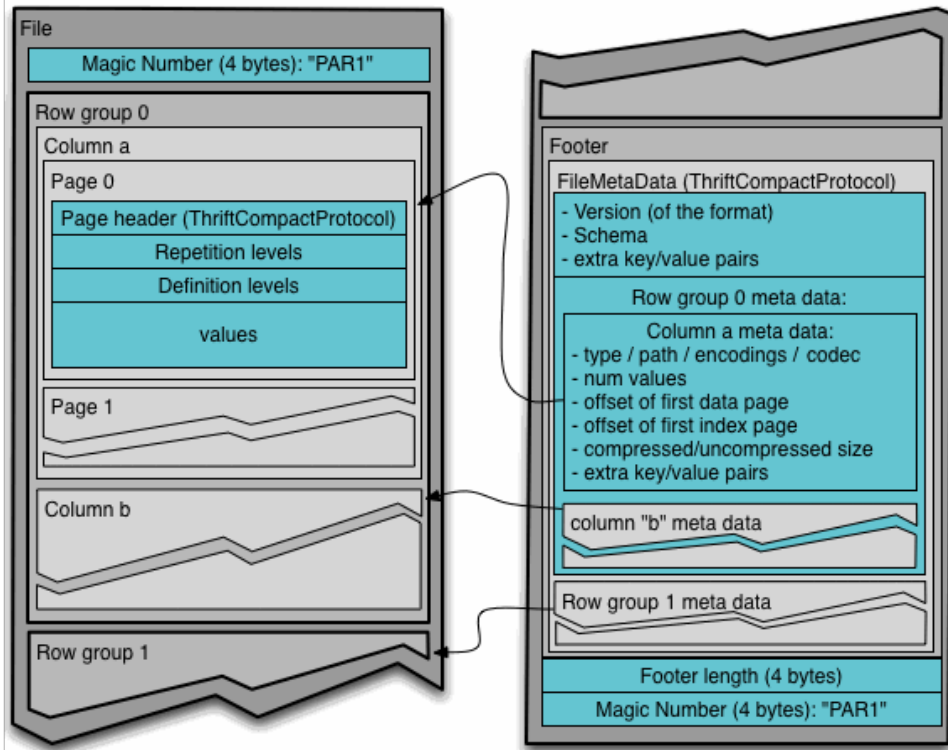 File
Magic Number (4 bytes): "PAR1"
Row group 0
Column a
Page 0
Page header (ThriftCompactProtocol)
Repetition levels
Definition levels
values
Page 1
Column b
Row group 1
Footer
FileMetaData (ThriftCompactProtocol)
- Version (of the format)
- Schema
- extra key/value pairs
Row group 0 meta data:
Column a meta data:
- type / path / encodings / codec
- num values
- offset of first data page
- offset of first index page
- compressed/uncompressed size
- extra key/value pairs
column "b" meta data
Row group 1 meta data
Footer length (4 bytes)
Magic Number (4 bytes): "PAR1"